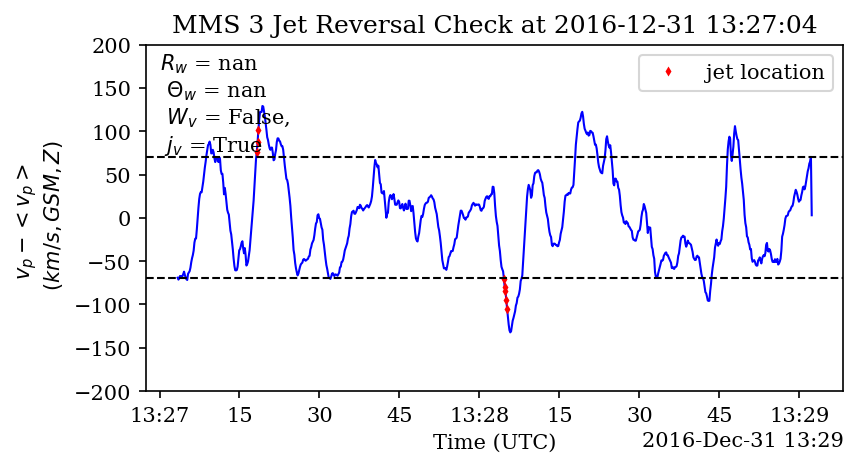 MMS 3 Jet Reversal Check at 2016-12-31 13:27:04
200
150
100
50
0
−50
−100
−150
−200
v_p − < v_p >
(km/s, GSM, Z)
R_w = nan
Θ_w = nan
W_v = False,
j_v = True
jet location
13:27 15 30 45 13:28 15 30 45 13:29
Time (UTC)
2016-Dec-31 13:29